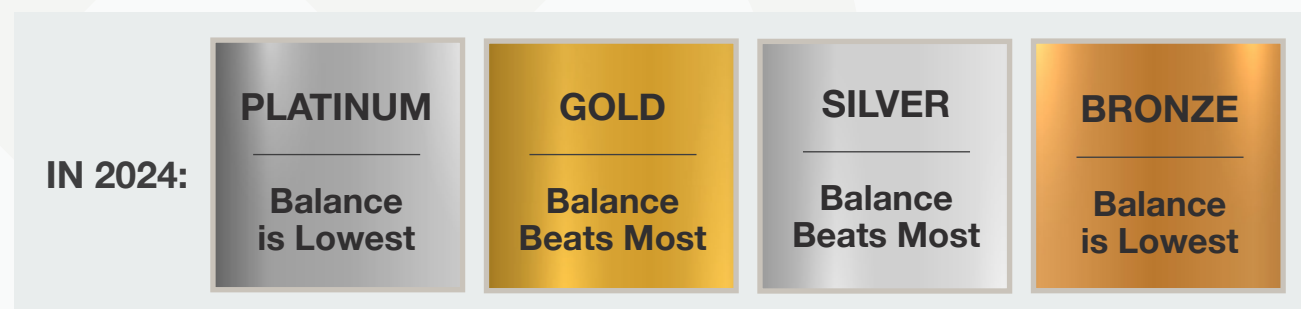 IN 2024:
PLATINUM
Balance
is Lowest
GOLD
Balance
Beats Most
SILVER
Balance
Beats Most
BRONZE
Balance
is Lowest